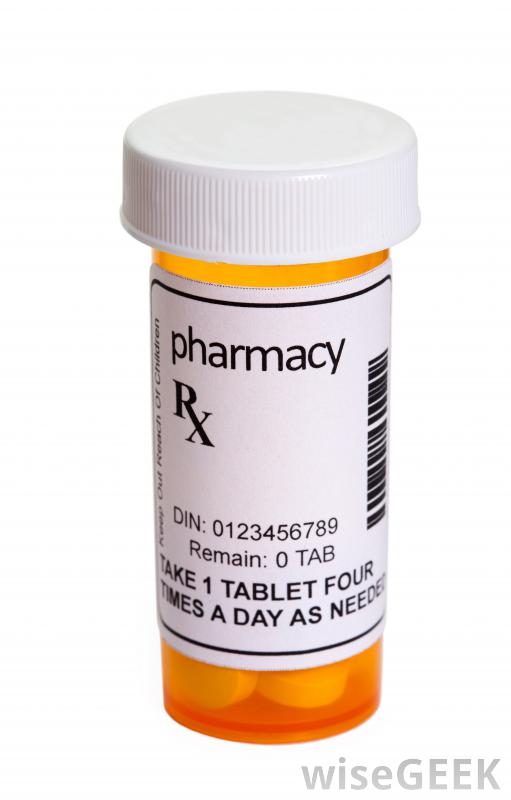 pharmacy
Rx
DIN: 0123456789
Remain: 0 TAB
TAKE 1 TABLET FOUR
TIMES A DAY AS NEEDED
Keep Out Reach Of Children
wiseGEEK